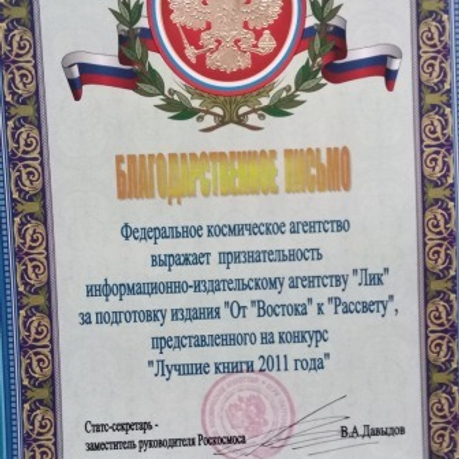 БЛАГОДАРСТВЕННОЕ ПИСЬМО
Федеральное космическое агентство
выражает признательность
информационно-издательскому агентству "Лик"
за подготовку издания "От "Востока" к "Рассвету",
представленного на конкурс
"Лучшие книги 2011 года"
Статс-секретарь -
заместитель руководителя Роскосмоса
В.А.Давыдов